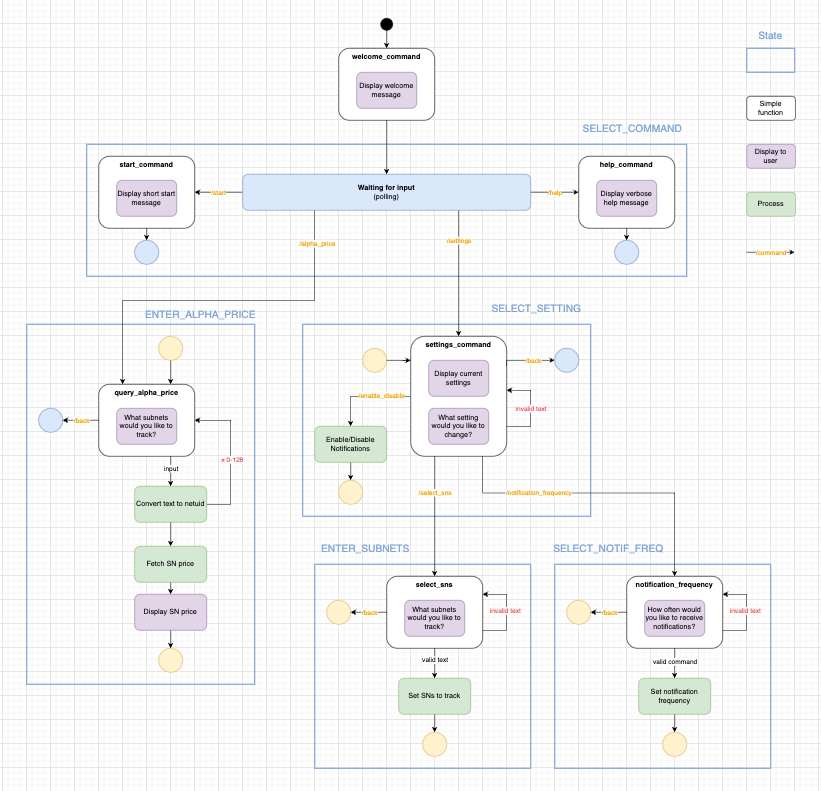 State
welcome_command
Display welcome
message
Simple
function
SELECT_COMMAND
start_command
Display short start
message
/start
Waiting for input
(polling)
/help
help_command
Display verbose
help message
Display to
user
Process
/alpha_price
/settings
/command
ENTER_ALPHA_PRICE
query_alpha_price
What subnets
would you like to
track?
/back
input
≠ 0-128
Convert text to netuid
Fetch SN price
Display SN price
SELECT_SETTING
settings_command
Display current
settings
/back
/enable_disable
What setting
would you like to
change?
invalid text
Enable/Disable
Notifications
/select_sns
/notification_frequency
ENTER_SUBNETS
select_sns
What subnets
would you like to
track?
/back
invalid text
valid text
Set SNs to track
SELECT_NOTIF_FREQ
notification_frequency
How often would
you like to receive
notifications?
/back
invalid text
valid command
Set notification
frequency